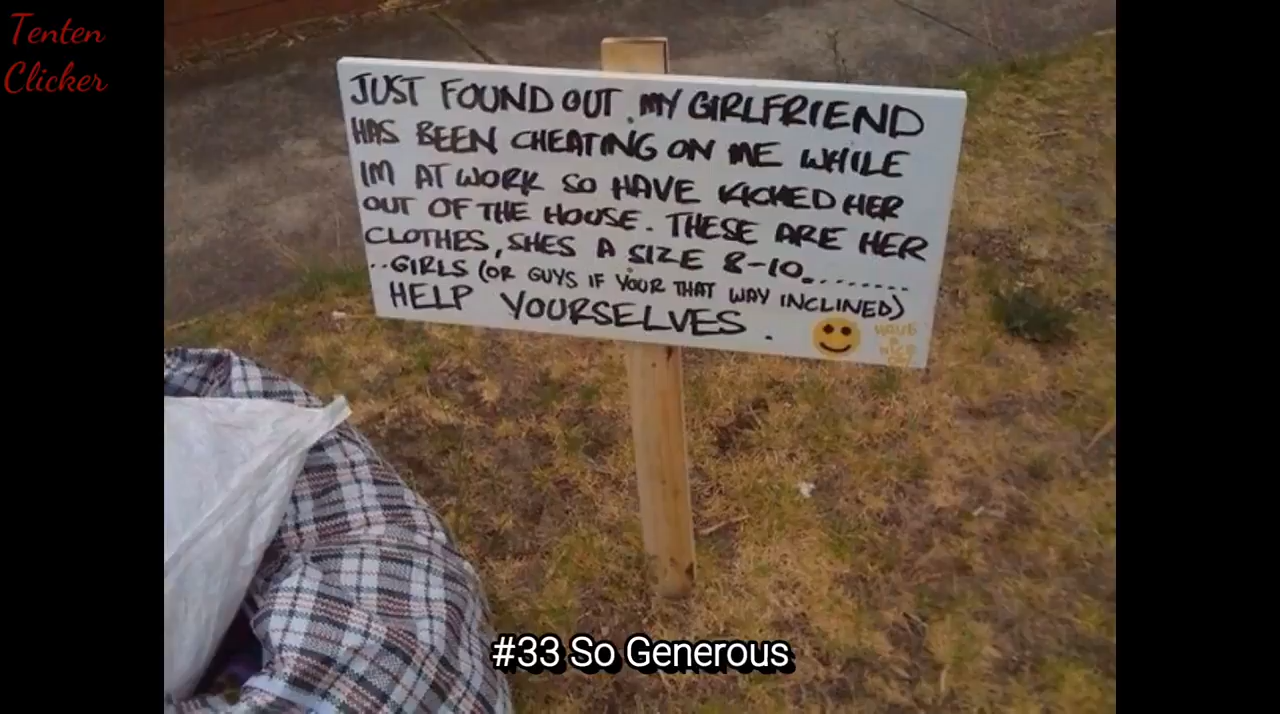 Tenten
Clicker
JUST FOUND OUT. MY GIRLFRIEND
HAS BEEN CHEATING ON ME WHILE
IM AT WORK SO HAVE KICKED HER
OUT OF THE HOUSE. THESE ARE HER
CLOTHES, SHES A SIZE 8-10.........
..GIRLS (OR GUYS IF YOUR THAT WAY INCLINED)
HELP YOURSELVES.
HAVE
A
NICE
#33 So Generous